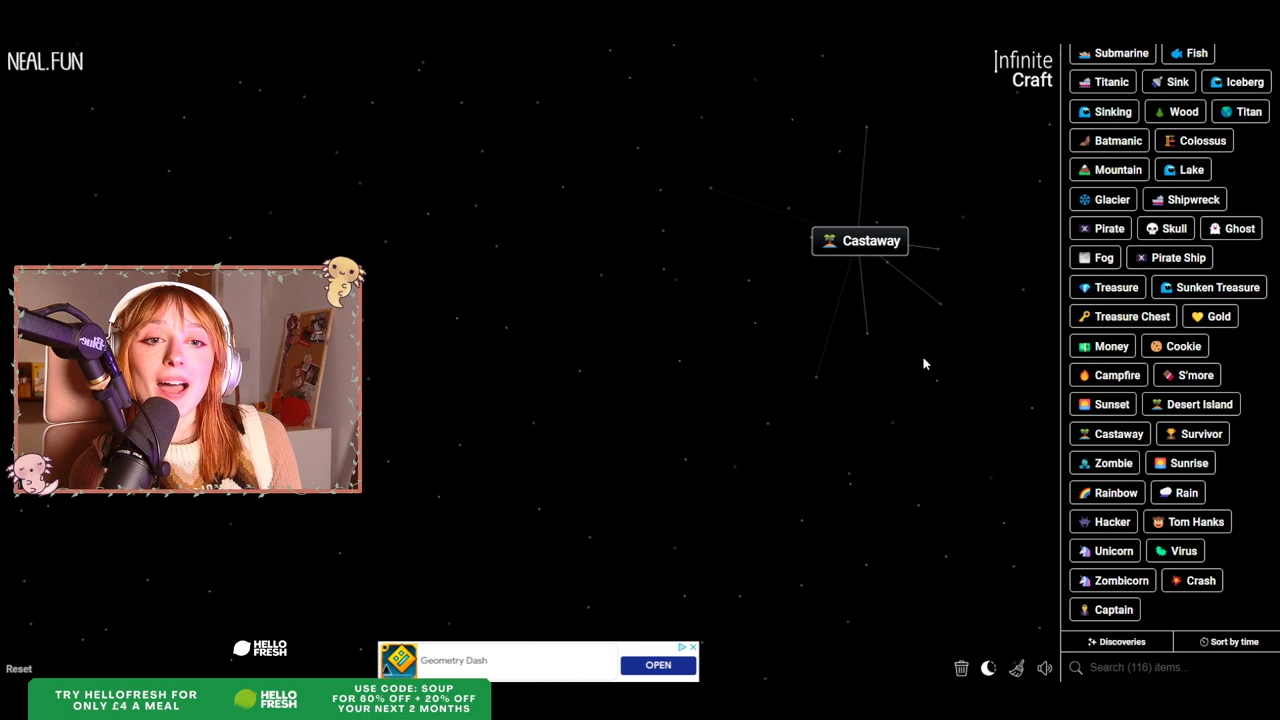 NEAL.FUN
Infinite
Craft
Submarine Fish
Titanic Sink Iceberg
Sinking Wood Titan
Batmanic Colossus
Mountain Lake
Glacier Shipwreck
Pirate Skull Ghost
Fog Pirate Ship
Treasure Sunken Treasure
Treasure Chest Gold
Money Cookie
Campfire S'more
Sunset Desert Island
Castaway Survivor
Zombie Sunrise
Rainbow Rain
Hacker Tom Hanks
Unicorn Virus
Zombicorn Crash
Captain
Discoveries Sort by time
Search (116) items...
Castaway
Blue
HELLO
FRESH
Geometry Dash
OPEN
Reset
TRY HELLOFRESH FOR
ONLY £4 A MEAL
HELLO
FRESH
USE CODE: SOUP
FOR 60% OFF + 20% OFF
YOUR NEXT 2 MONTHS